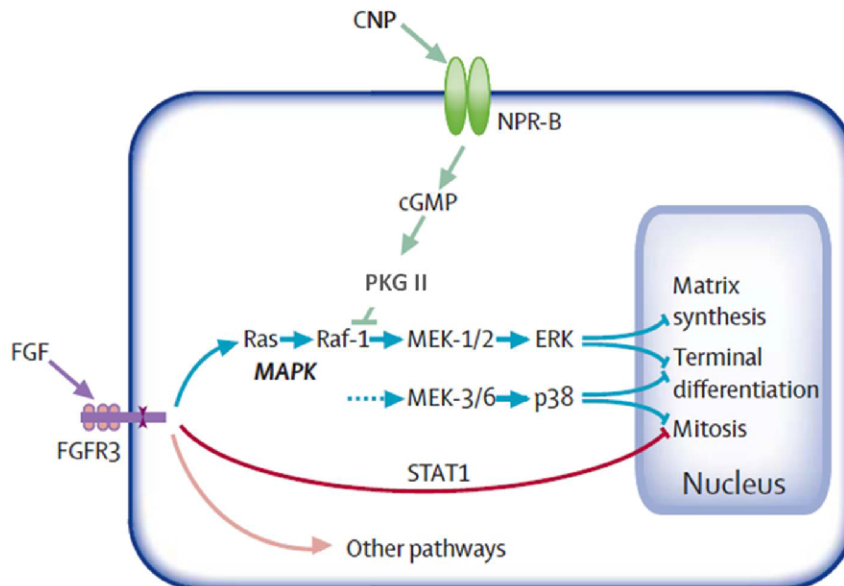 CNP
NPR-B
cGMP
PKG II
Ras Raf-1 MEK-1/2 ERK
MAPK
MEK-3/6 p38
FGF
FGFR3
STAT1
Other pathways
Matrix
synthesis
Terminal
differentiation
Mitosis
Nucleus